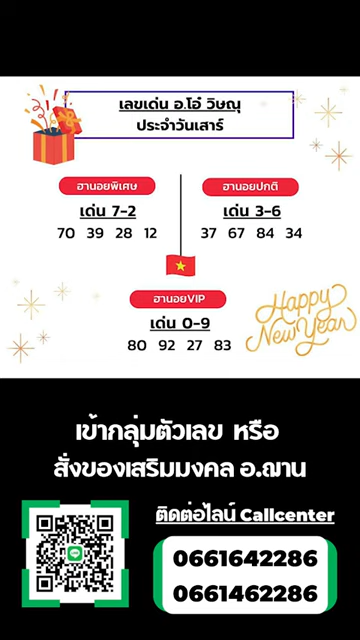 เลขเด่น อ.โอ๋ วิษณุ
ประจำวันเสาร์
ฮานอยพิเศษ
เด่น 7-2
70 39 28 12
ฮานอยปกติ
เด่น 3-6
37 67 84 34
ฮานอยVIP
เด่น 0-9
80 92 27 83
Happy
New Year
เข้ากลุ่มตัวเลข หรือ
สั่งของเสริมมงคล อ.ฌาน
ติดต่อไลน์ Callcenter
0661642286
0661462286
LINE